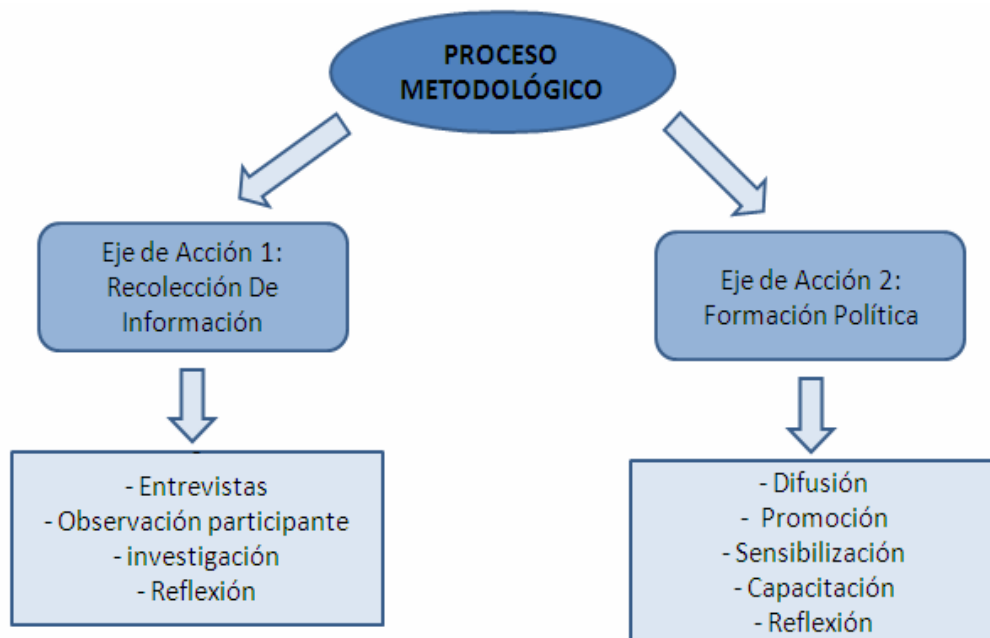 PROCESO
METODOLÓGICO
Eje de Acción 1:
Recolección De
Información
Eje de Acción 2:
Formación Política
- Entrevistas
- Observación participante
- investigación
- Reflexión
- Difusión
- Promoción
- Sensibilización
- Capacitación
- Reflexión